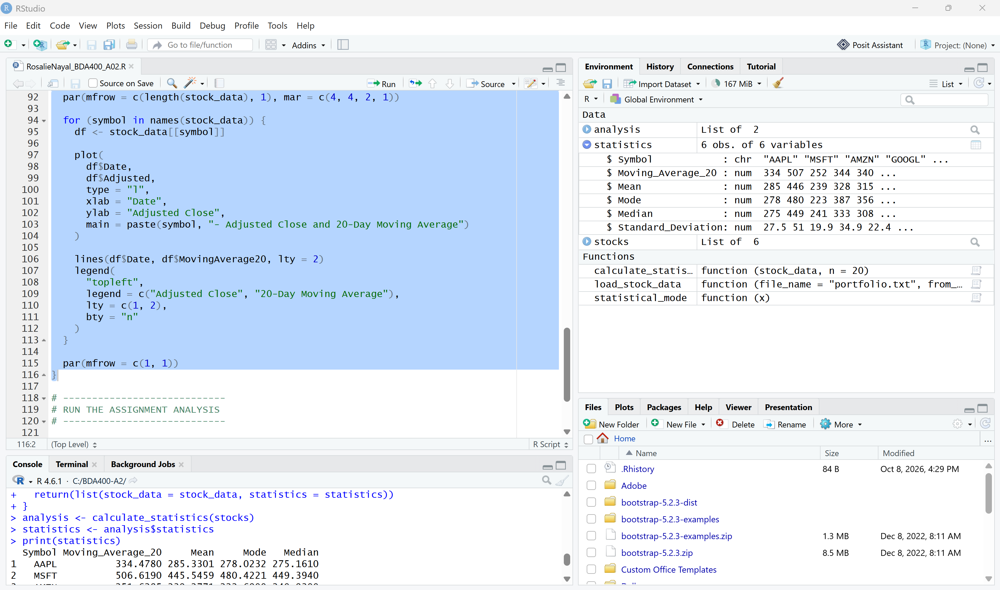 RStudio
File Edit Code View Plots Session Build Debug Profile Tools Help
Go to file/function Addins Posit Assistant Project: (None)
RosalieNayal_BDA400_A02.R
Source on Save Run Source
92 par(mfrow = c(length(stock_data), 1), mar = c(4, 4, 2, 1))
93
94 for (symbol in names(stock_data)) {
95 df <- stock_data[[symbol]]
96
97 plot(
98 df$Date,
99 df$Adjusted,
100 type = "l",
101 xlab = "Date",
102 ylab = "Adjusted Close",
103 main = paste(symbol, "- Adjusted Close and 20-Day Moving Average")
104 )
105
106 lines(df$Date, df$MovingAverage20, lty = 2)
107 legend(
108 "topleft",
109 legend = c("Adjusted Close", "20-Day Moving Average"),
110 lty = c(1, 2),
111 bty = "n"
112 )
113 }
114
115 par(mfrow = c(1, 1))
116 }
117
118 # ----------------------------
119 # RUN THE ASSIGNMENT ANALYSIS
120 # ----------------------------
121
116:2 (Top Level) R Script
Console Terminal Background Jobs
R 4.6.1 · C:/BDA400-A2/
+ return(list(stock_data = stock_data, statistics = statistics))
+ }
> analysis <- calculate_statistics(stocks)
> statistics <- analysis$statistics
> print(statistics)
Symbol Moving_Average_20 Mean Mode Median
1 AAPL 334.4780 285.3301 278.0232 275.1610
2 MSFT 506.6190 445.5459 480.4221 449.3940
Environment History Connections Tutorial
Import Dataset 167 MiB List
R Global Environment
Data
analysis List of 2
statistics 6 obs. of 6 variables
$ Symbol : chr "AAPL" "MSFT" "AMZN" "GOOGL" ...
$ Moving_Average_20 : num 334 507 252 344 340 ...
$ Mean : num 285 446 239 328 315 ...
$ Mode : num 278 480 223 387 356 ...
$ Median : num 275 449 241 333 308 ...
$ Standard_Deviation: num 27.5 51 19.9 34.9 22.4 ...
stocks List of 6
Functions
calculate_statis... function (stock_data, n = 20)
load_stock_data function (file_name = "portfolio.txt", from_...
statistical_mode function (x)
Files Plots Packages Help Viewer Presentation
New Folder New File Delete Rename More
Home ...
Name Size Modified
.Rhistory 84 B Oct 8, 2026, 4:29 PM
Adobe
bootstrap-5.2.3-dist
bootstrap-5.2.3-examples
bootstrap-5.2.3-examples.zip 1.3 MB Dec 8, 2022, 8:11 AM
bootstrap-5.2.3.zip 8.5 MB Dec 8, 2022, 8:11 AM
Custom Office Templates